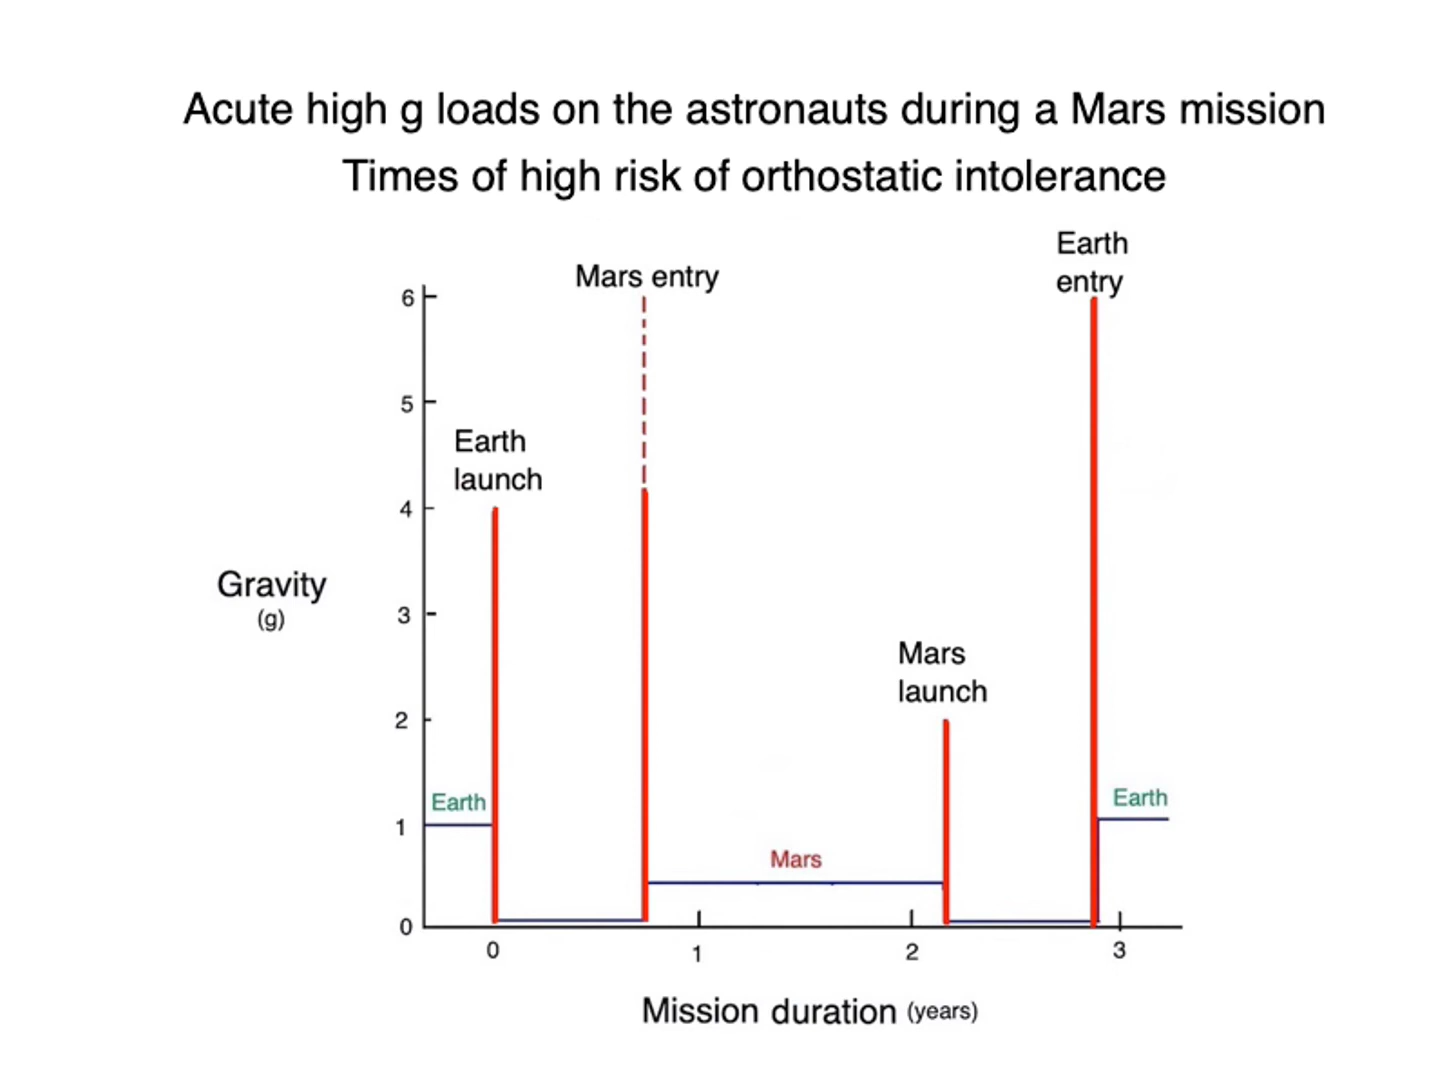 Acute high g loads on the astronauts during a Mars mission
Times of high risk of orthostatic intolerance
Earth
entry
Mars entry
6
5
Earth
launch
4
Gravity
(g)
3
Mars
launch
2
Earth
Earth
1
Mars
0
0
1
2
3
Mission duration (years)